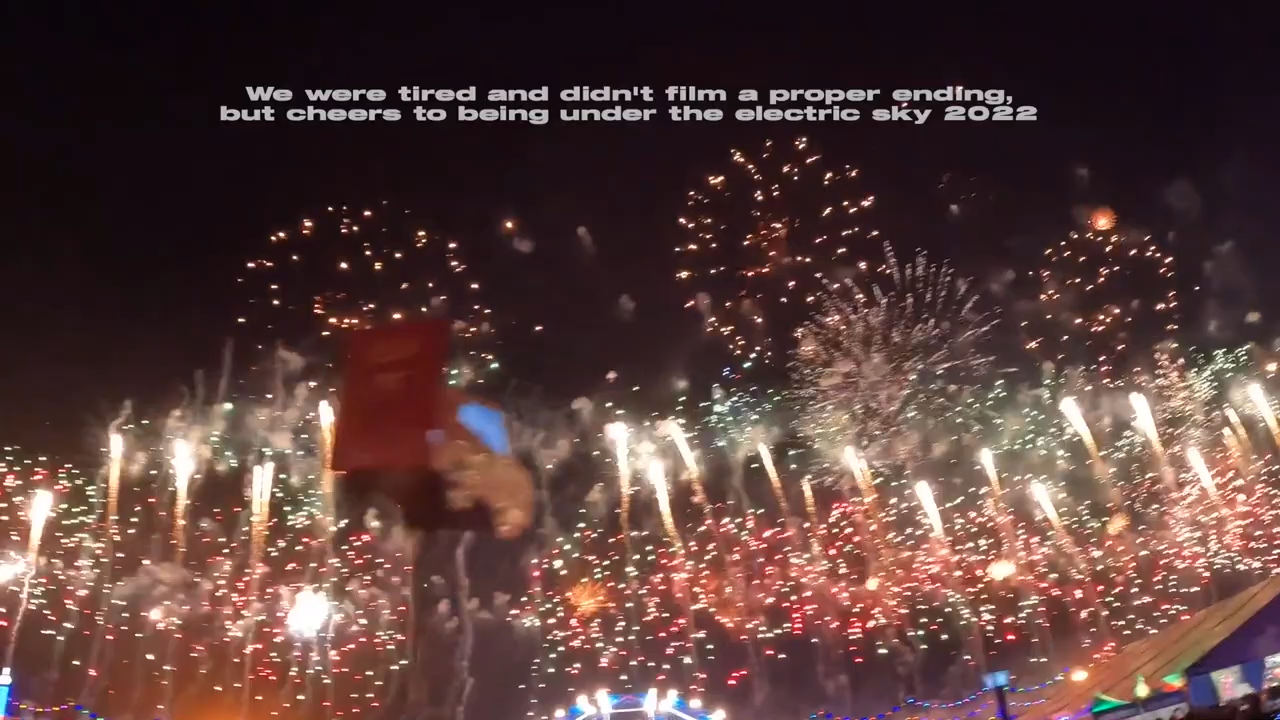 We were tired and didn't film a proper ending,
but cheers to being under the electric sky 2022